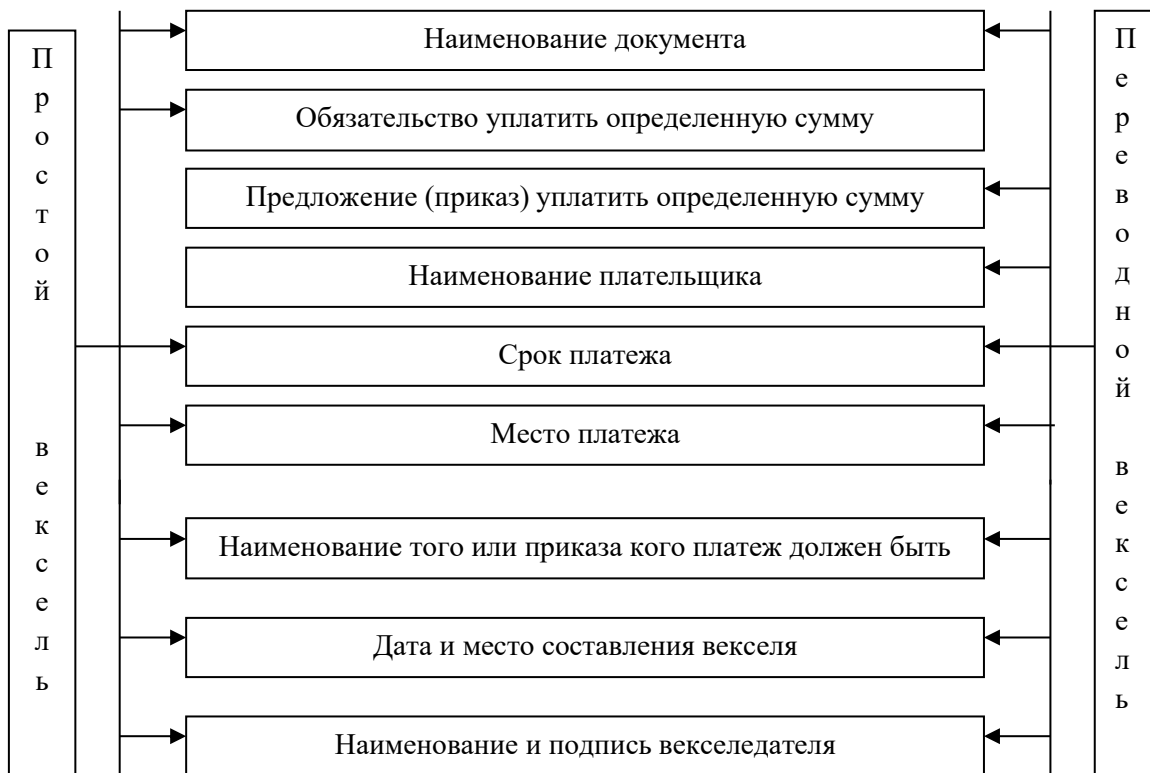 Простой вексель
Наименование документа
Обязательство уплатить определенную сумму
Предложение (приказ) уплатить определенную сумму
Наименование плательщика
Срок платежа
Место платежа
Наименование того или приказа кого платеж должен быть
Дата и место составления векселя
Наименование и подпись векселедателя
Переводной вексель